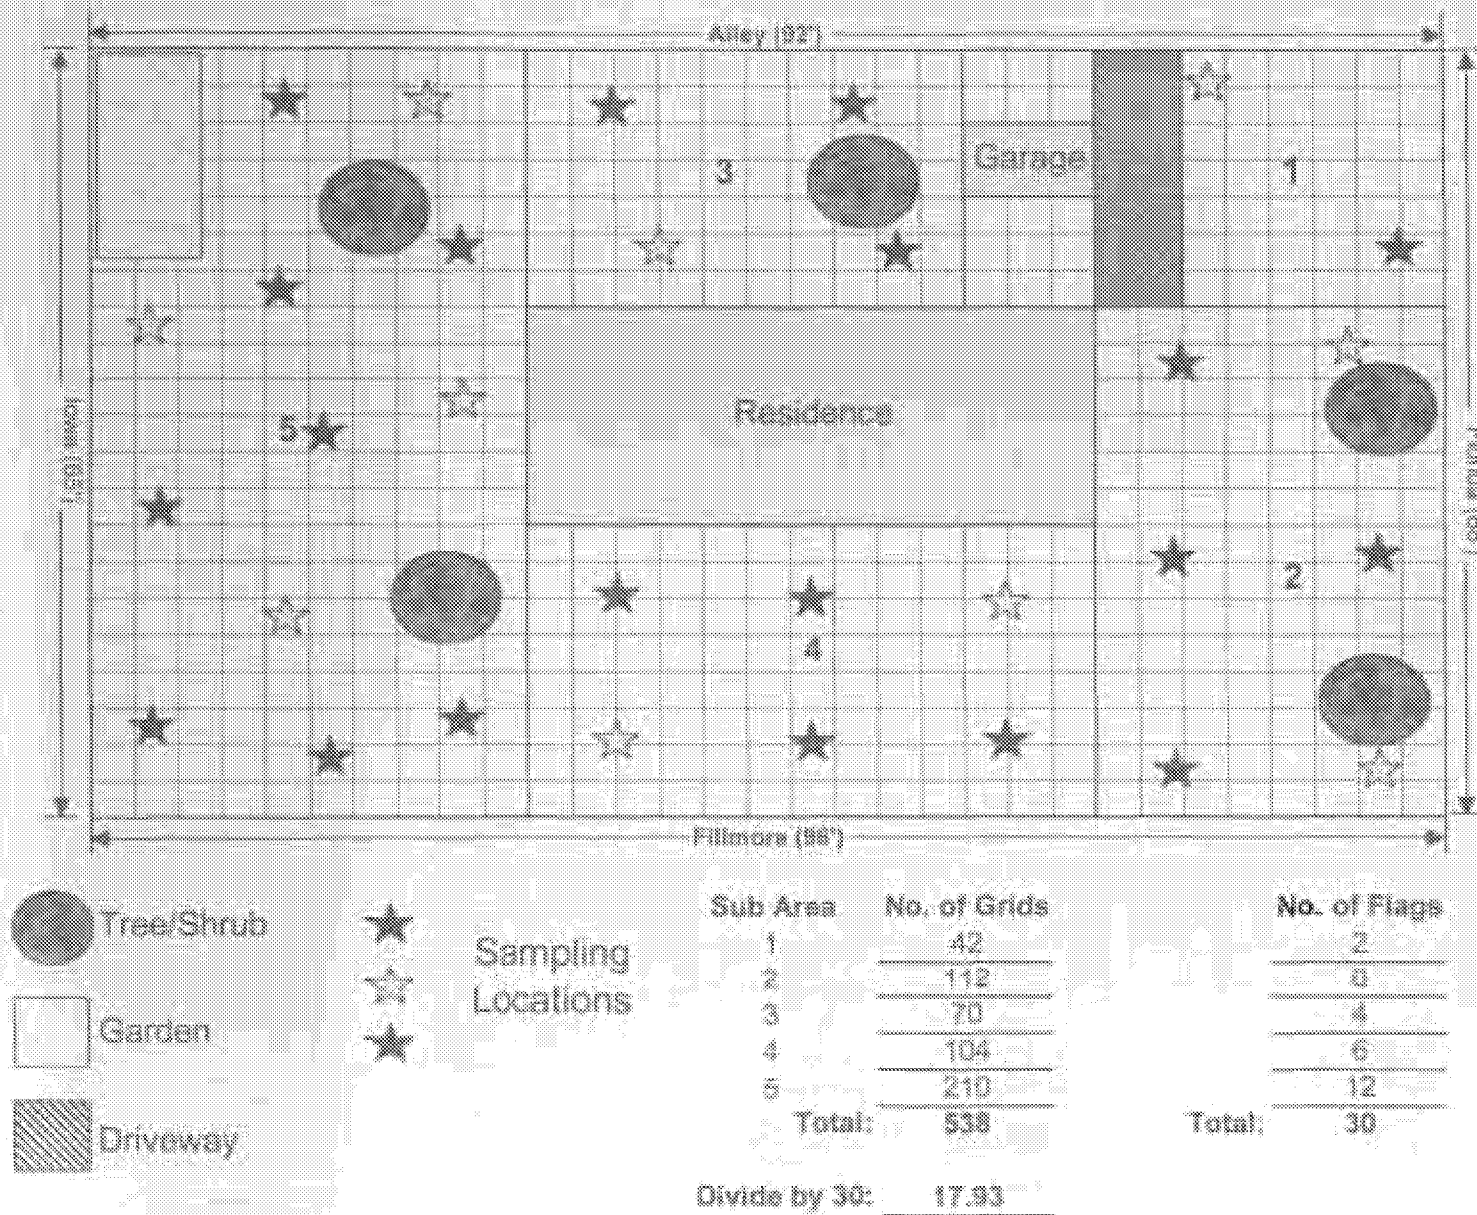 Alley (92')
3
Garage
1
5
Residence
2
4
Fillmore (98')
Tree/Shrub
Garden
Driveway
Sampling
Locations
Sub Area No. of Grids No. of Flags
1 42 2
2 112
3 70 4
4 104 6
5 210 12
Total: 538 Total: 30
Divide by 30: 17.93